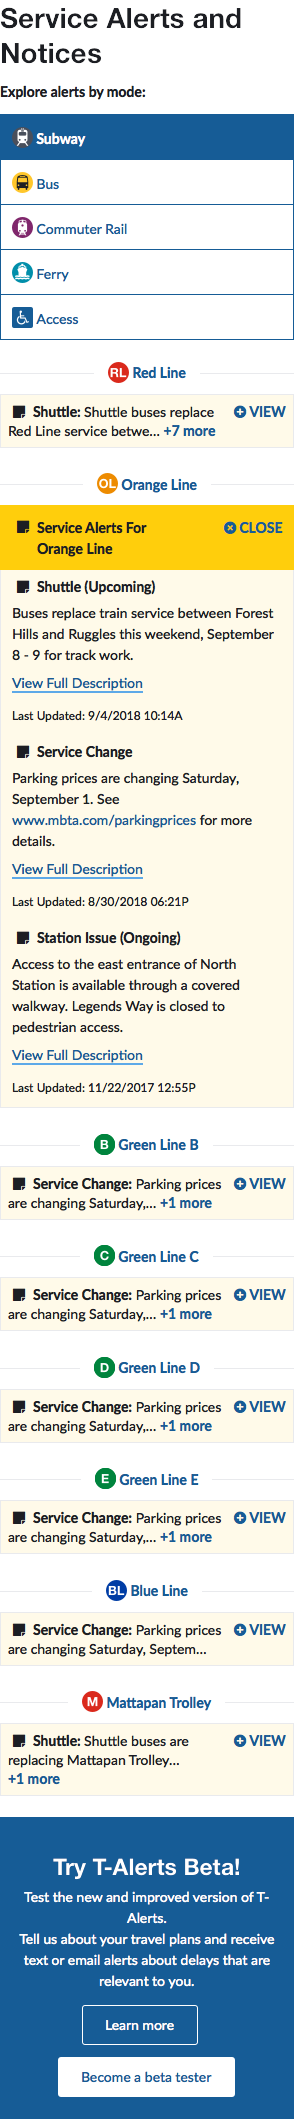 Service Alerts and
Notices
Explore alerts by mode:
Subway
Bus
Commuter Rail
Ferry
Access
RL Red Line
Shuttle: Shuttle buses replace
Red Line service betwe... +7 more
VIEW
OL Orange Line
Service Alerts For
Orange Line
CLOSE
Shuttle (Upcoming)
Buses replace train service between Forest
Hills and Ruggles this weekend, September
8 - 9 for track work.
View Full Description
Last Updated: 9/4/2018 10:14A
Service Change
Parking prices are changing Saturday,
September 1. See
www.mbta.com/parkingprices for more
details.
View Full Description
Last Updated: 8/30/2018 06:21P
Station Issue (Ongoing)
Access to the east entrance of North
Station is available through a covered
walkway. Legends Way is closed to
pedestrian access.
View Full Description
Last Updated: 11/22/2017 12:55P
B Green Line B
Service Change: Parking prices
are changing Saturday,... +1 more
VIEW
C Green Line C
Service Change: Parking prices
are changing Saturday,... +1 more
VIEW
D Green Line D
Service Change: Parking prices
are changing Saturday,... +1 more
VIEW
E Green Line E
Service Change: Parking prices
are changing Saturday,... +1 more
VIEW
BL Blue Line
Service Change: Parking prices
are changing Saturday, Septem...
VIEW
M Mattapan Trolley
Shuttle: Shuttle buses are
replacing Mattapan Trolley...
+1 more
VIEW
Try T-Alerts Beta!
Test the new and improved version of T-
Alerts.
Tell us about your travel plans and receive
text or email alerts about delays that are
relevant to you.
Learn more
Become a beta tester